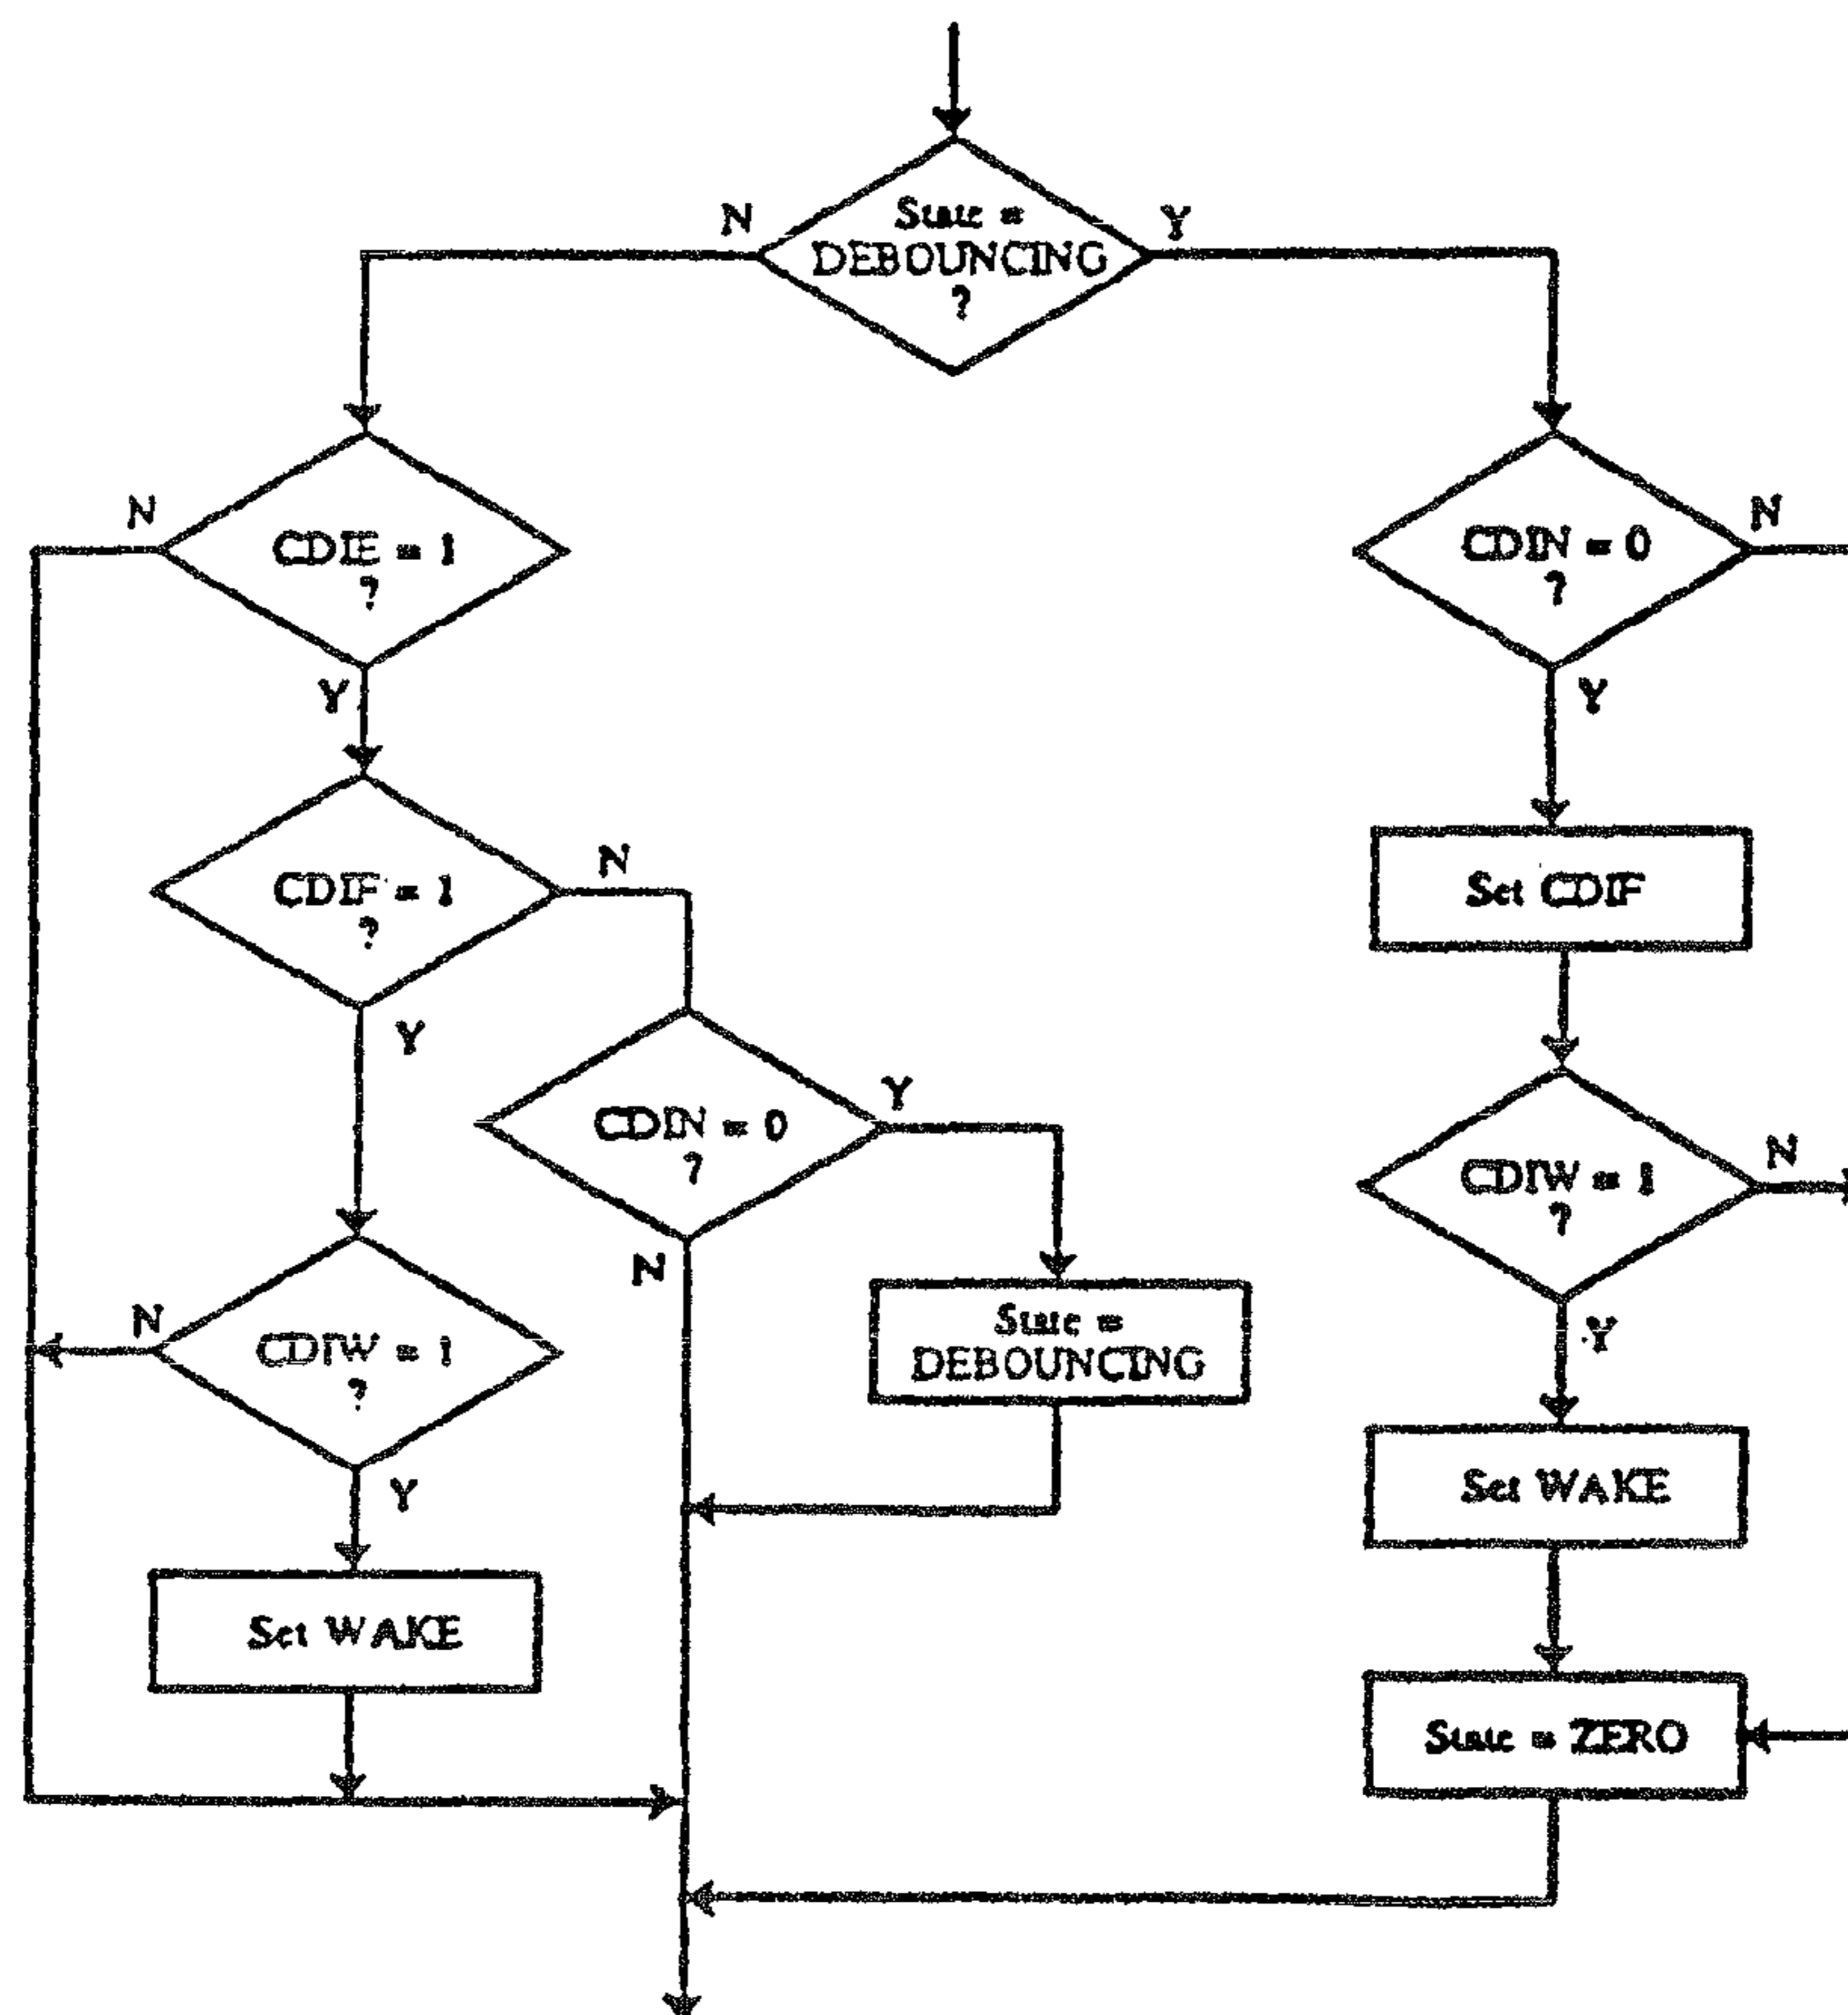 State =
DEBOUNCING
?
N
Y
CDIE = 1
?
N
Y
CDIN = 0
?
N
Y
CDIF = 1
?
N
Y
Set CDIF
CDIN = 0
?
Y
N
CDIW = 1
?
N
Y
CDIW = 1
?
N
Y
State =
DEBOUNCING
Set WAKE
Set WAKE
State = ZERO